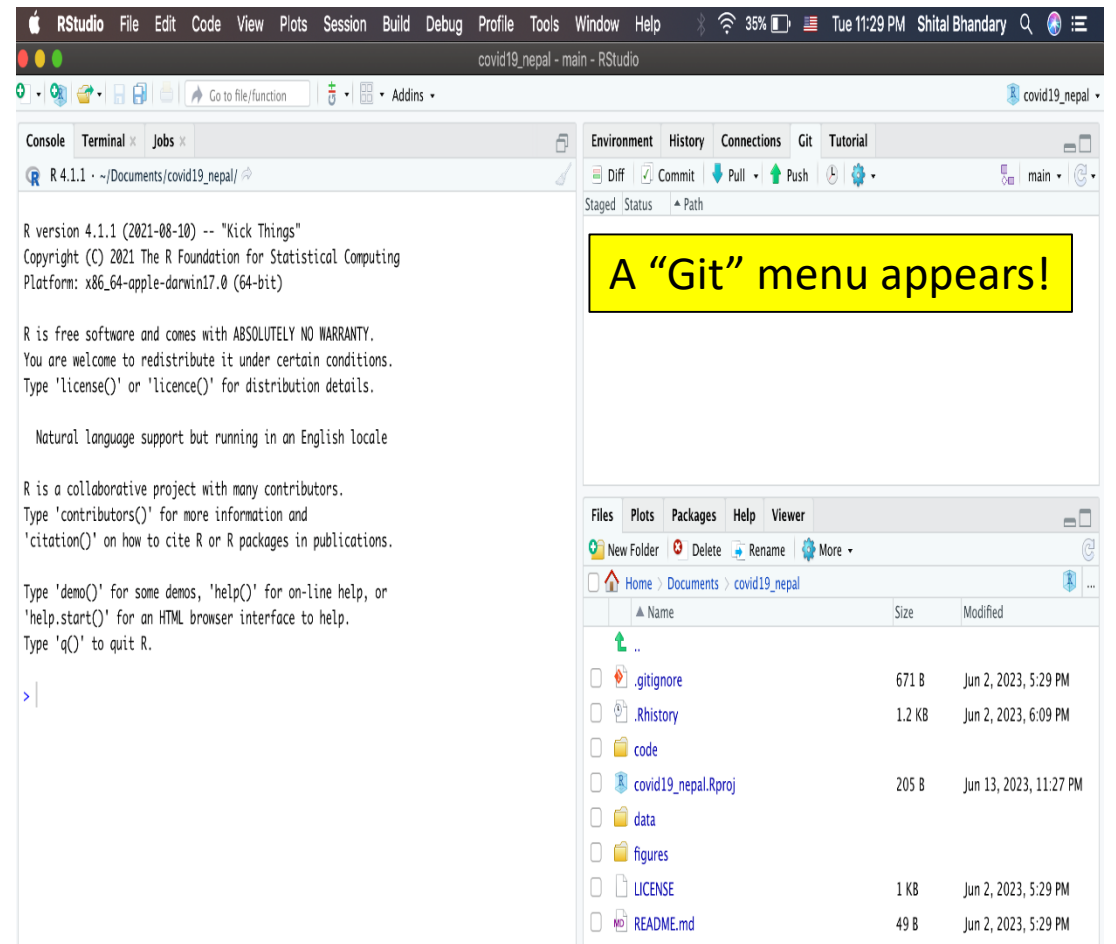 RStudio File Edit Code View Plots Session Build Debug Profile Tools Window Help 35% Tue 11:29 PM Shital Bhandary
covid19_nepal - main - RStudio
Go to file/function Addins covid19_nepal
Console Terminal Jobs
R 4.1.1 · ~/Documents/covid19_nepal/
R version 4.1.1 (2021-08-10) -- "Kick Things"
Copyright (C) 2021 The R Foundation for Statistical Computing
Platform: x86_64-apple-darwin17.0 (64-bit)
R is free software and comes with ABSOLUTELY NO WARRANTY.
You are welcome to redistribute it under certain conditions.
Type 'license()' or 'licence()' for distribution details.
Natural language support but running in an English locale
R is a collaborative project with many contributors.
Type 'contributors()' for more information and
'citation()' on how to cite R or R packages in publications.
Type 'demo()' for some demos, 'help()' for on-line help, or
'help.start()' for an HTML browser interface to help.
Type 'q()' to quit R.
>
Environment History Connections Git Tutorial
Diff Commit Pull Push main
Staged Status Path
A “Git” menu appears!
Files Plots Packages Help Viewer
New Folder Delete Rename More
Home Documents covid19_nepal ...
Name Size Modified
..
.gitignore 671 B Jun 2, 2023, 5:29 PM
.Rhistory 1.2 KB Jun 2, 2023, 6:09 PM
code
covid19_nepal.Rproj 205 B Jun 13, 2023, 11:27 PM
data
figures
LICENSE 1 KB Jun 2, 2023, 5:29 PM
MD README.md 49 B Jun 2, 2023, 5:29 PM